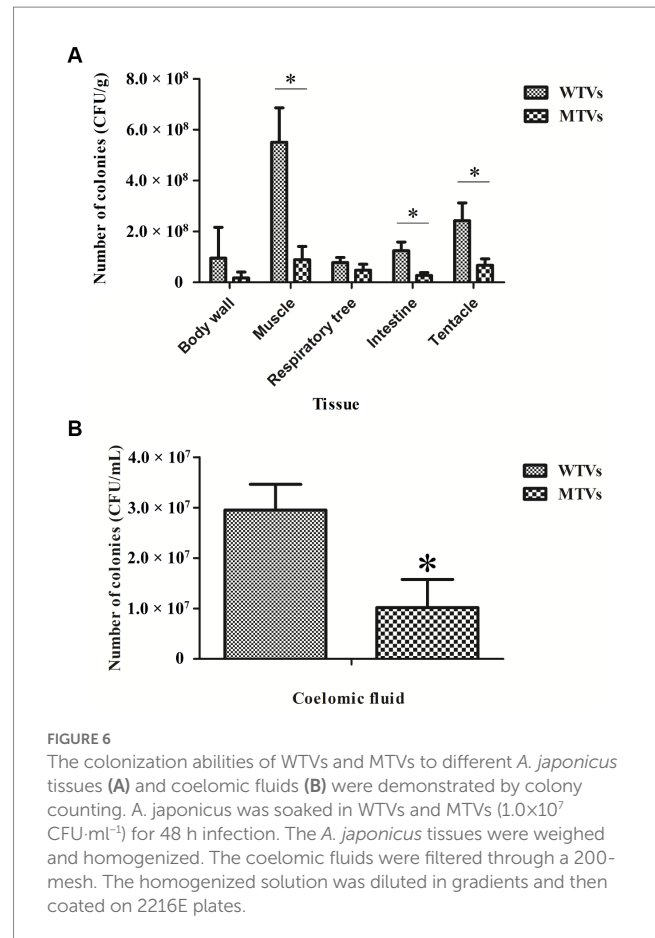 A
8.0 × 10⁸
6.0 × 10⁸
4.0 × 10⁸
2.0 × 10⁸
0
Number of colonies (CFU/g)
*
*
*
WTVs
MTVs
Body wall
Muscle
Respiratory tree
Intestine
Tentacle
Tissue
B
4.0 × 10⁷
3.0 × 10⁷
2.0 × 10⁷
1.0 × 10⁷
0
Number of colonies (CFU/mL)
*
WTVs
MTVs
Coelomic fluid
FIGURE 6
The colonization abilities of WTVs and MTVs to different A. japonicus
tissues (A) and coelomic fluids (B) were demonstrated by colony
counting. A. japonicus was soaked in WTVs and MTVs (1.0×10⁷
CFU·ml⁻¹) for 48 h infection. The A. japonicus tissues were weighed
and homogenized. The coelomic fluids were filtered through a 200-
mesh. The homogenized solution was diluted in gradients and then
coated on 2216E plates.